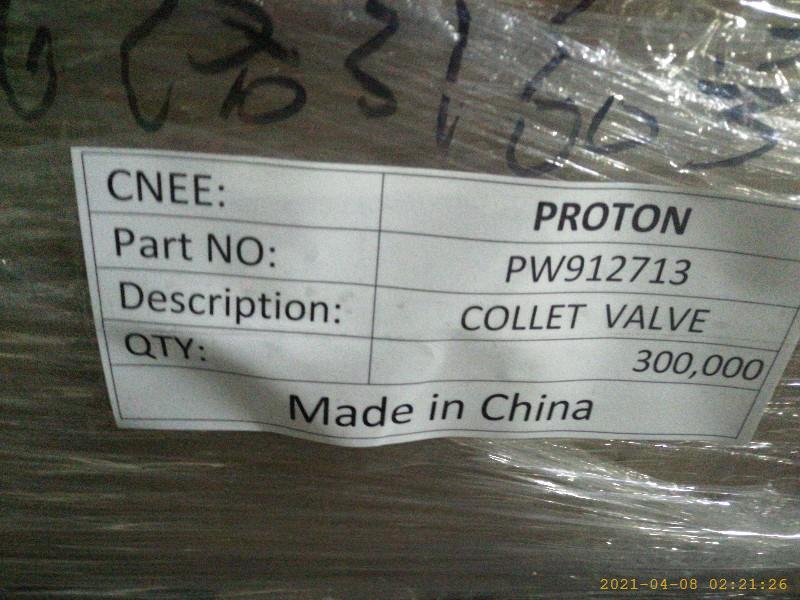 CNEE: PROTON
Part NO: PW912713
Description: COLLET VALVE
QTY: 300,000
Made in China
2021-04-08 02:21:26